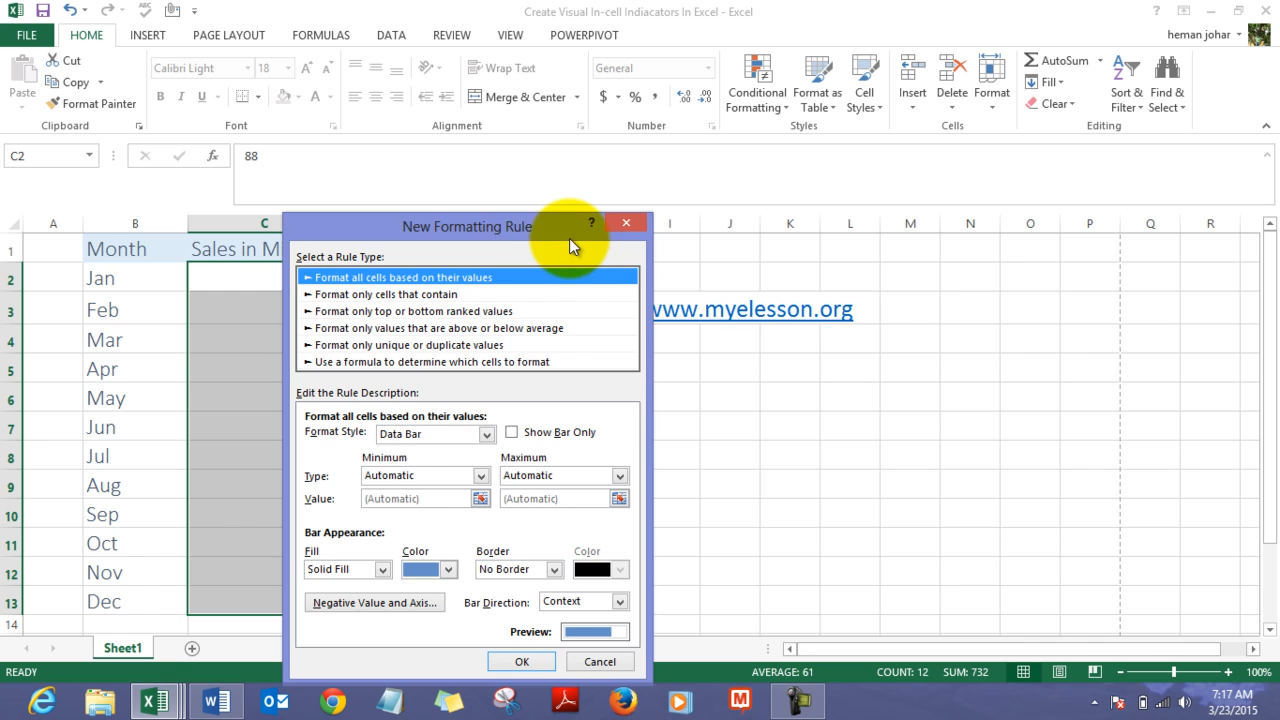 Create Visual In-cell Indiacators In Excel - Excel
FILE HOME INSERT PAGE LAYOUT FORMULAS DATA REVIEW VIEW POWERPIVOT heman johar
Cut
Copy
Format Painter
Paste
Clipboard
Calibri Light 18
B I U
Font
Wrap Text
Merge & Center
Alignment
General
$ % ,
Number
Conditional Formatting
Format as Table
Cell Styles
Styles
Insert Delete Format
Cells
AutoSum
Fill
Clear
Sort & Filter
Find & Select
Editing
C2 fx 88
A B C I J K L M N O P Q R
1 Month Sales in M
2 Jan
3 Feb www.myelesson.org
4 Mar
5 Apr
6 May
7 Jun
8 Jul
9 Aug
10 Sep
11 Oct
12 Nov
13 Dec
14
New Formatting Rule
Select a Rule Type:
► Format all cells based on their values
► Format only cells that contain
► Format only top or bottom ranked values
► Format only values that are above or below average
► Format only unique or duplicate values
► Use a formula to determine which cells to format
Edit the Rule Description:
Format all cells based on their values:
Format Style: Data Bar Show Bar Only
Minimum Maximum
Type: Automatic Automatic
Value: (Automatic) (Automatic)
Bar Appearance:
Fill Color Border Color
Solid Fill No Border
Negative Value and Axis... Bar Direction: Context
Preview:
OK Cancel
Sheet1
READY AVERAGE: 61 COUNT: 12 SUM: 732 100%
7:17 AM
3/23/2015